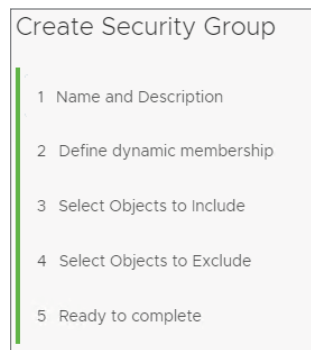 Create Security Group
1 Name and Description
2 Define dynamic membership
3 Select Objects to Include
4 Select Objects to Exclude
5 Ready to complete